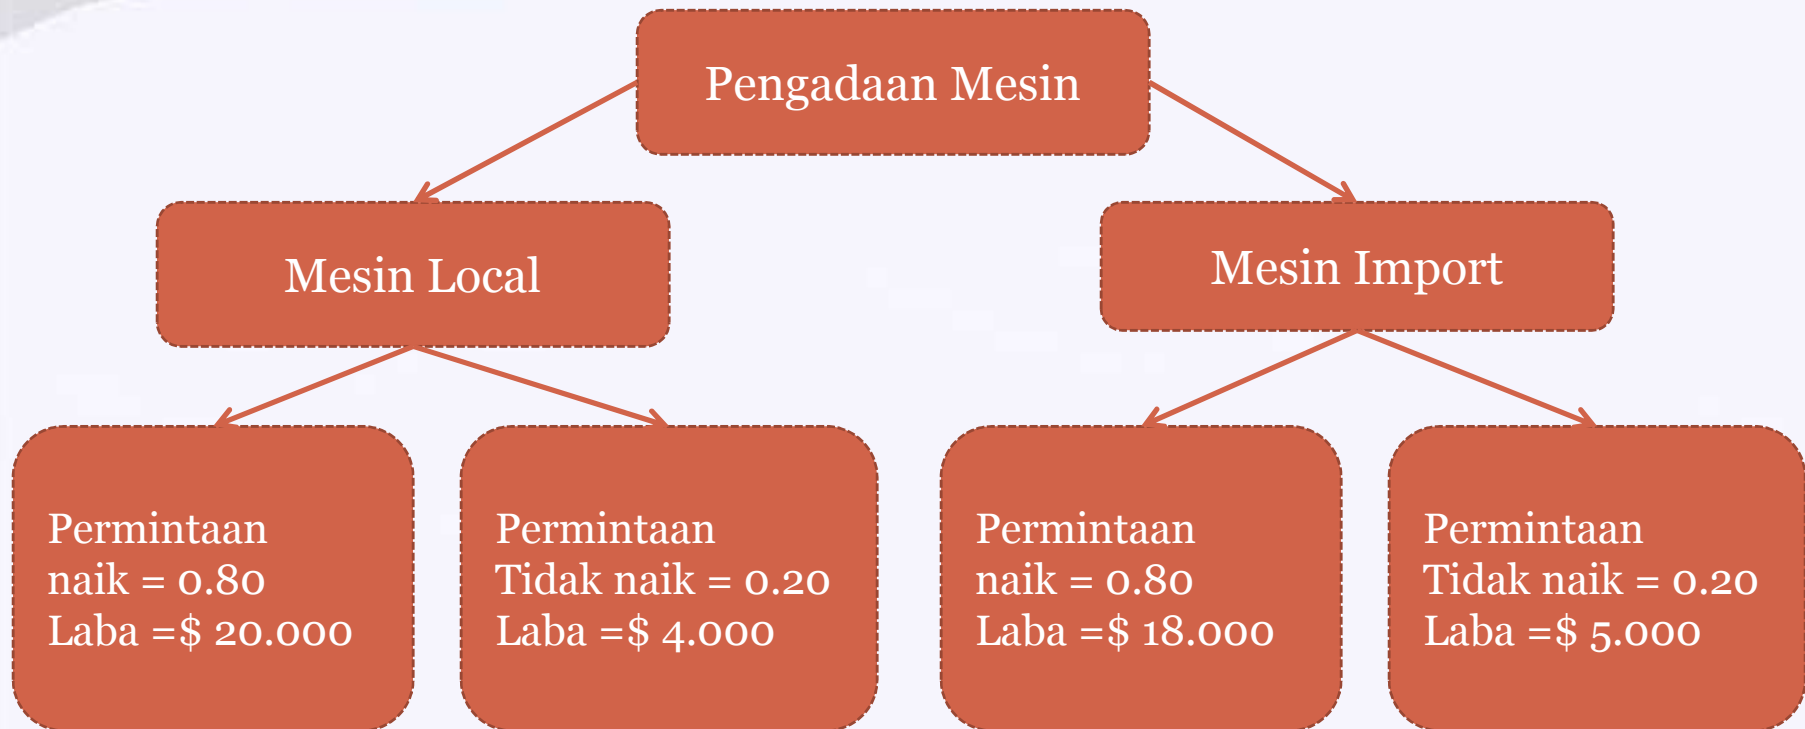 Pengadaan Mesin
Mesin Local
Mesin Import
Permintaan
naik = 0.80
Laba =$ 20.000
Permintaan
Tidak naik = 0.20
Laba =$ 4.000
Permintaan
naik = 0.80
Laba =$ 18.000
Permintaan
Tidak naik = 0.20
Laba =$ 5.000